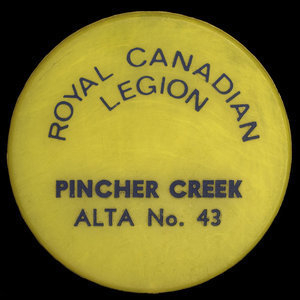 ROYAL CANADIAN
LEGION
PINCHER CREEK
ALTA No. 43